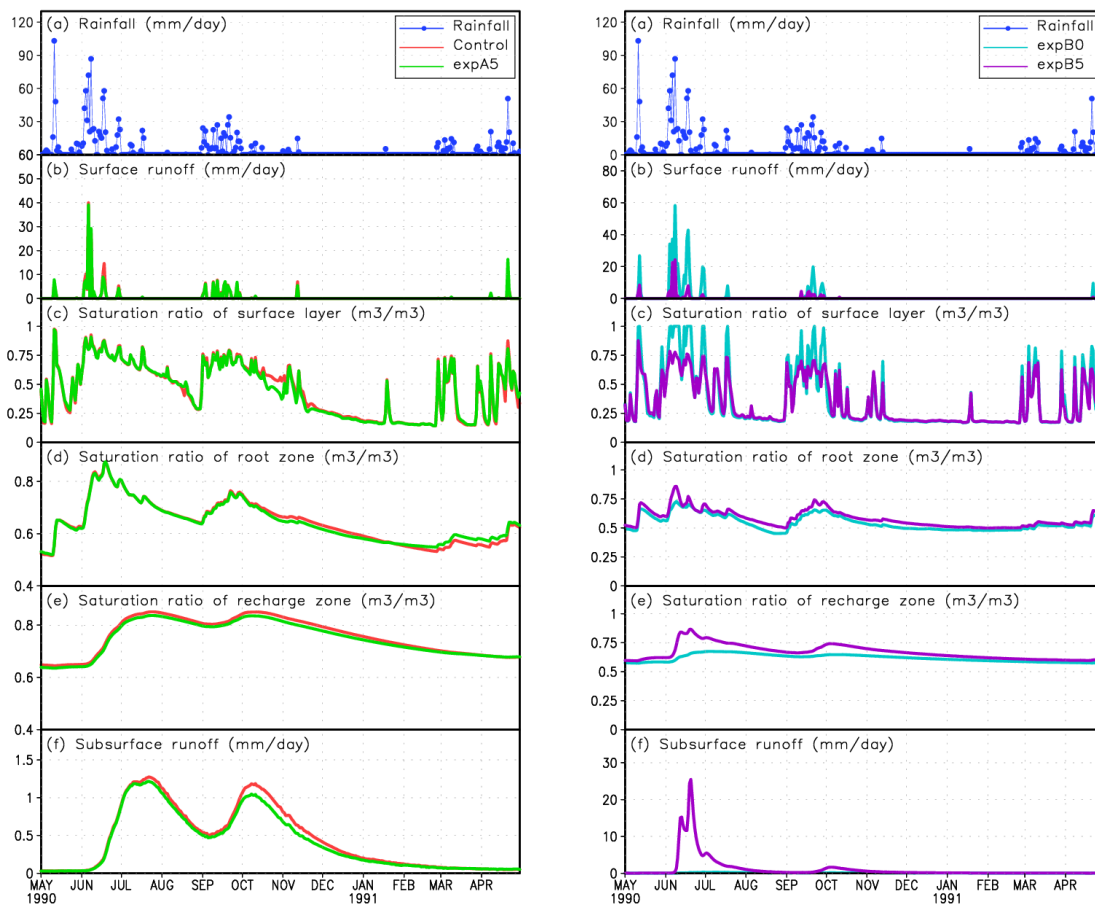 (a) Rainfall (mm/day)
Rainfall
Control
expA5
120
90
60
30
60
(b) Surface runoff (mm/day)
50
40
30
20
10
0
(c) Saturation ratio of surface layer (m3/m3)
1
0.75
0.5
0.25
0
(d) Saturation ratio of root zone (m3/m3)
0.8
0.6
0.4
(e) Saturation ratio of recharge zone (m3/m3)
0.8
0.6
0.4
(f) Subsurface runoff (mm/day)
1.5
1
0.5
0
MAY JUN JUL AUG SEP OCT NOV DEC JAN FEB MAR APR
1990 1991
(a) Rainfall (mm/day)
Rainfall
expB0
expB5
120
90
60
30
0
(b) Surface runoff (mm/day)
80
60
40
20
0
(c) Saturation ratio of surface layer (m3/m3)
1
0.75
0.5
0.25
0
(d) Saturation ratio of root zone (m3/m3)
1
0.75
0.5
0.25
0
(e) Saturation ratio of recharge zone (m3/m3)
1
0.75
0.5
0.25
0
(f) Subsurface runoff (mm/day)
30
20
10
0
MAY JUN JUL AUG SEP OCT NOV DEC JAN FEB MAR APR
1990 1991